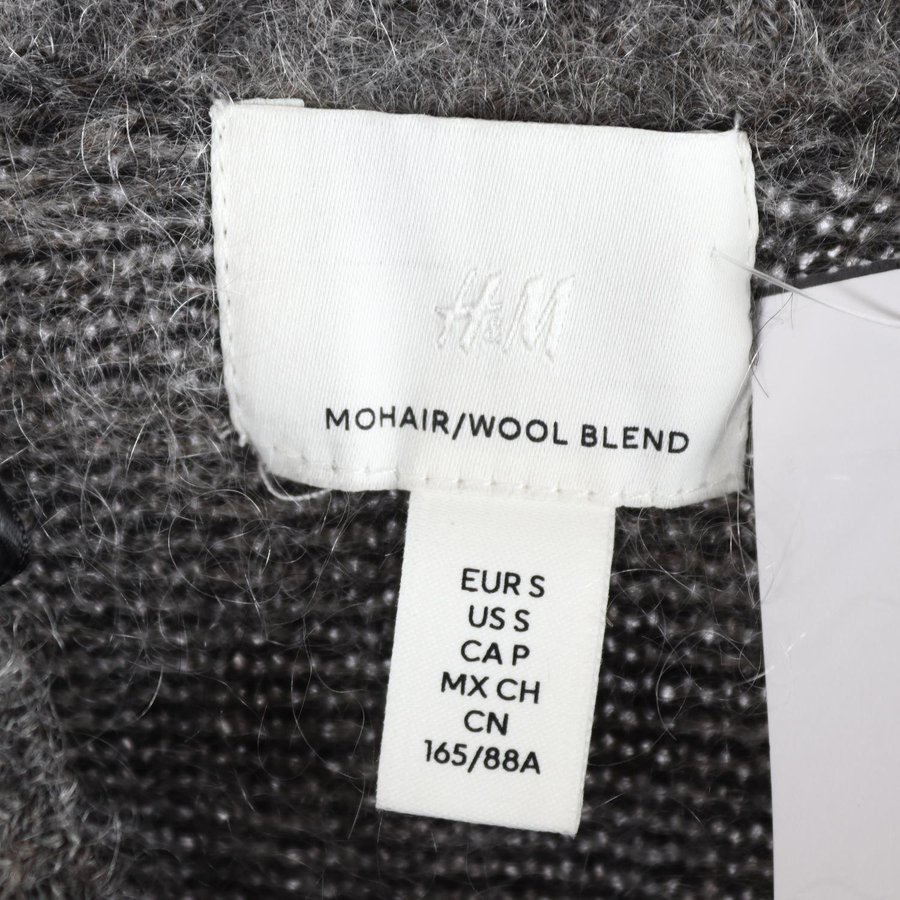 H&M
MOHAIR/WOOL BLEND
EUR S
US S
CA P
MX CH
CN
165/88A